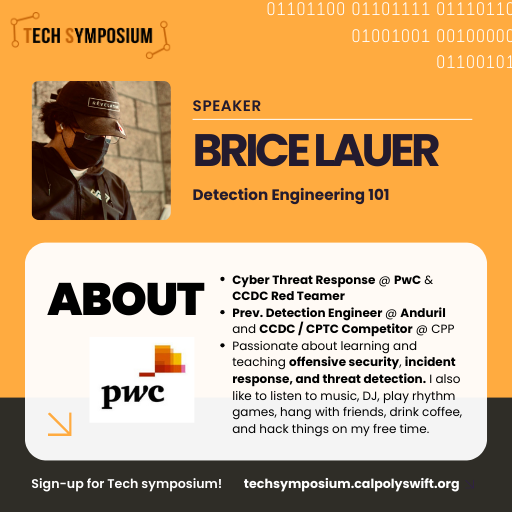 TECH SYMPOSIUM
01101100 01101111 0111011
01001001 0010000
0110010
SPEAKER
BRICE LAUER
Detection Engineering 101
ABOUT
pwc
• Cyber Threat Response @ PwC &
CCDC Red Teamer
• Prev. Detection Engineer @ Anduril
and CCDC / CPTC Competitor @ CPP
• Passionate about learning and
teaching offensive security, incident
response, and threat detection. I also
like to listen to music, DJ, play rhythm
games, hang with friends, drink coffee,
and hack things on my free time.
Sign-up for Tech symposium!
techsymposium.calpolyswift.org